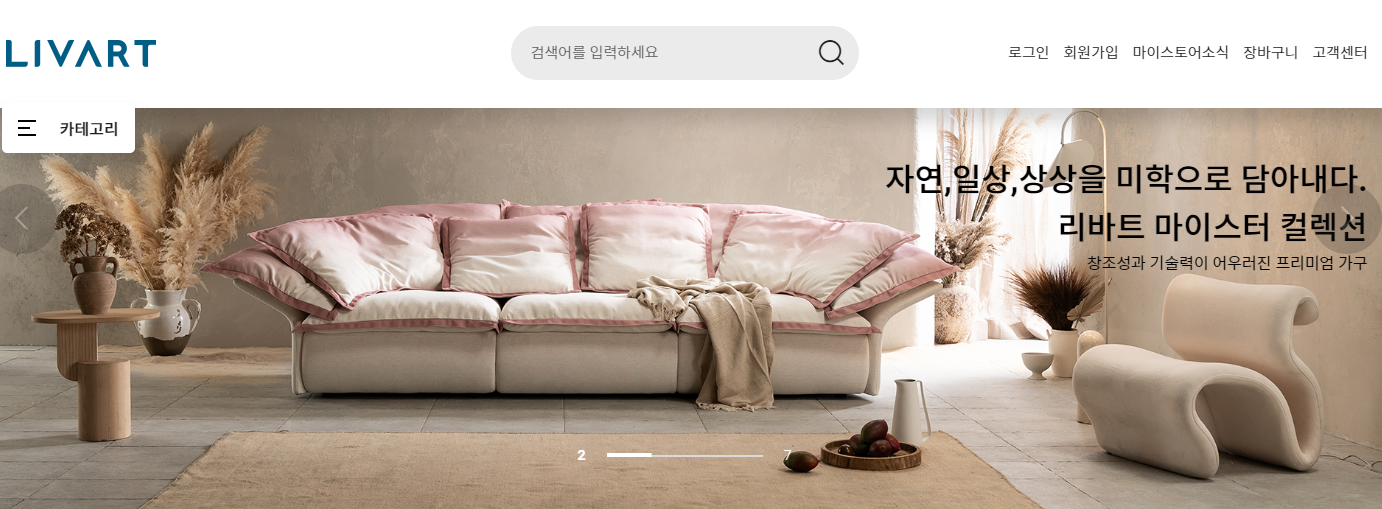 LIVART
검색어를 입력하세요
로그인 회원가입 마이스토어소식 장바구니 고객센터
카테고리
자연,일상,상상을 미학으로 담아내다.
리바트 마이스터 컬렉션
창조성과 기술력이 어우러진 프리미엄 가구
2 7